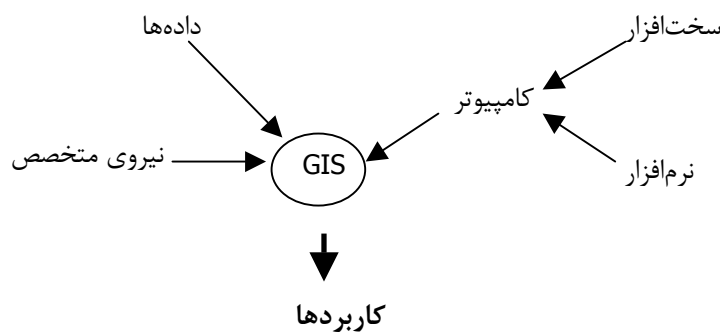 سخت‌افزار
داده‌ها
کامپیوتر
نیروی متخصص
GIS
نرم‌افزار
کاربردها